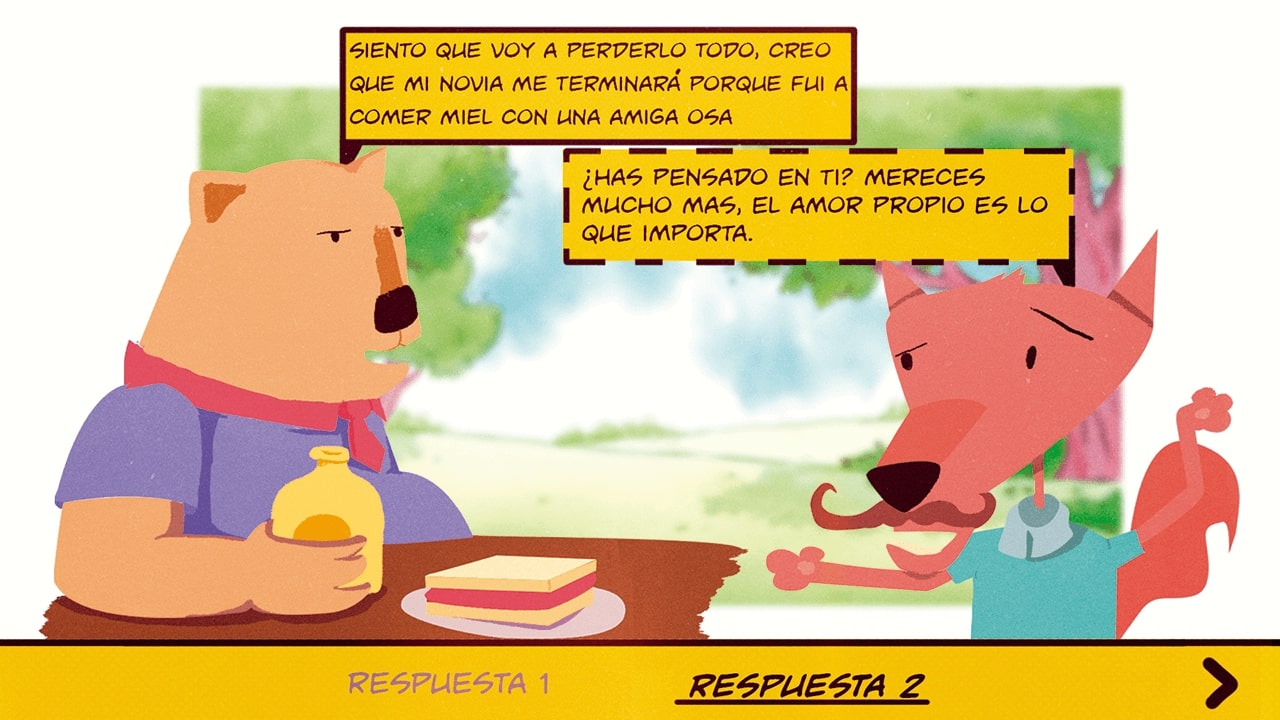 SIENTO QUE VOY A PERDERLO TODO, CREO
QUE MI NOVIA ME TERMINARÁ PORQUE FUI A
COMER MIEL CON UNA AMIGA OSA
¿HAS PENSADO EN TI? MERECES
MUCHO MAS, EL AMOR PROPIO ES LO
QUE IMPORTA.
RESPUESTA 1
RESPUESTA 2